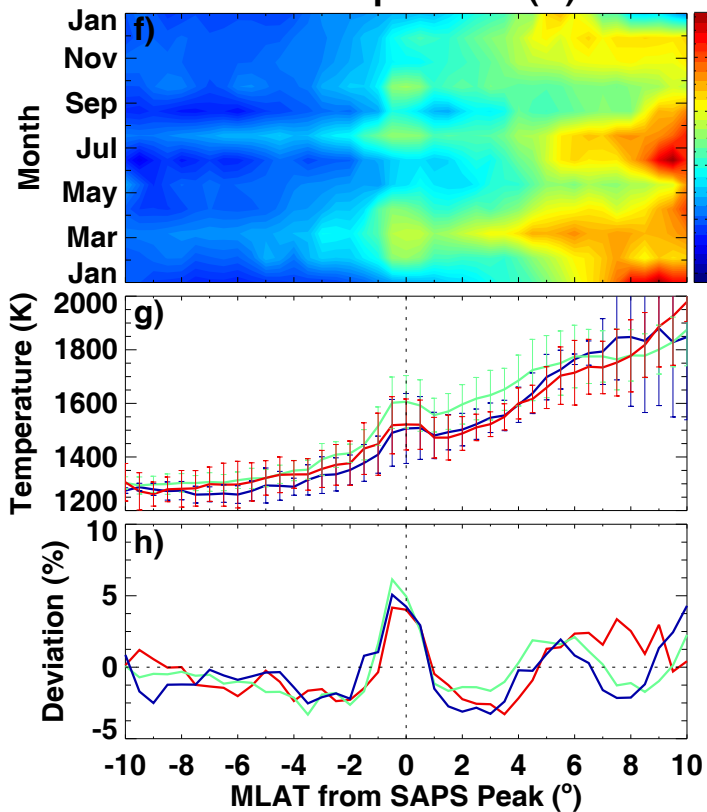 f)
Jan
Nov
Sep
Jul
May
Mar
Jan
Month
g)
2000
1800
1600
1400
1200
Temperature (K)
h)
10
5
0
-5
Deviation (%)
-10 -8 -6 -4 -2 0 2 4 6 8 10
MLAT from SAPS Peak (o)